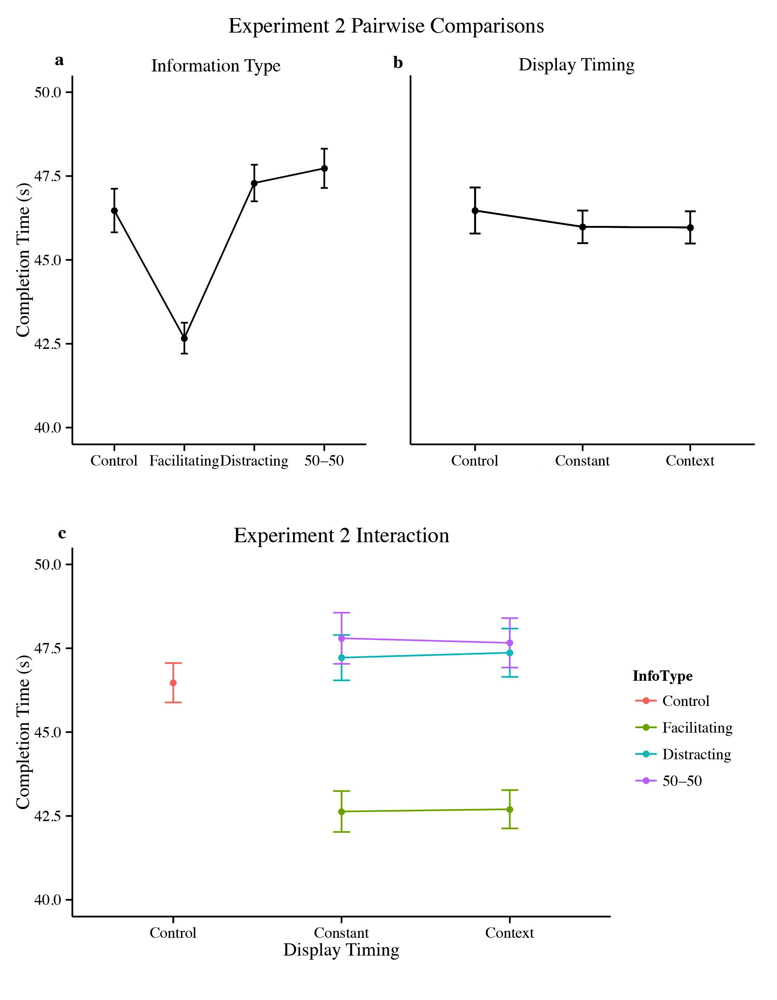 Experiment 2 Pairwise Comparisons
a
Information Type
b
Display Timing
Completion Time (s)
50.0
47.5
45.0
42.5
40.0
Control Facilitating Distracting 50–50
Control Constant Context
c
Experiment 2 Interaction
Completion Time (s)
50.0
47.5
45.0
42.5
40.0
Control Constant Context
Display Timing
InfoType
Control
Facilitating
Distracting
50–50